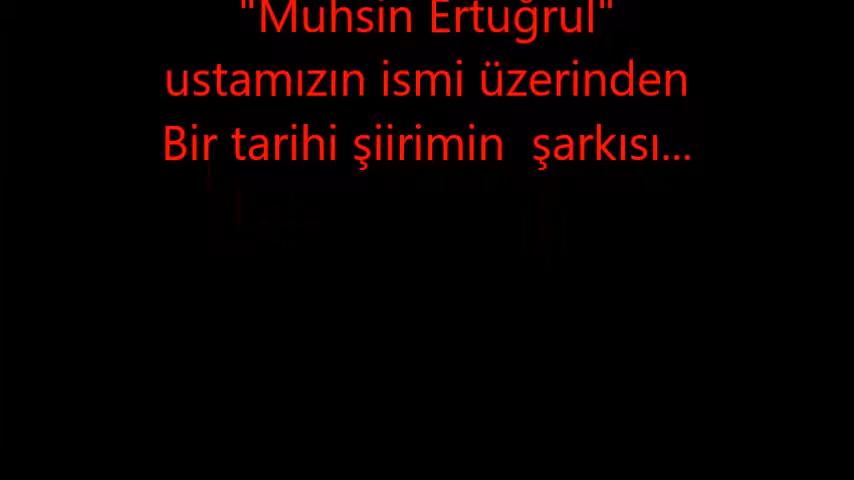 "Muhsin Ertuğrul"
ustamızın ismi üzerinden
Bir tarihi şiirimin  şarkısı...